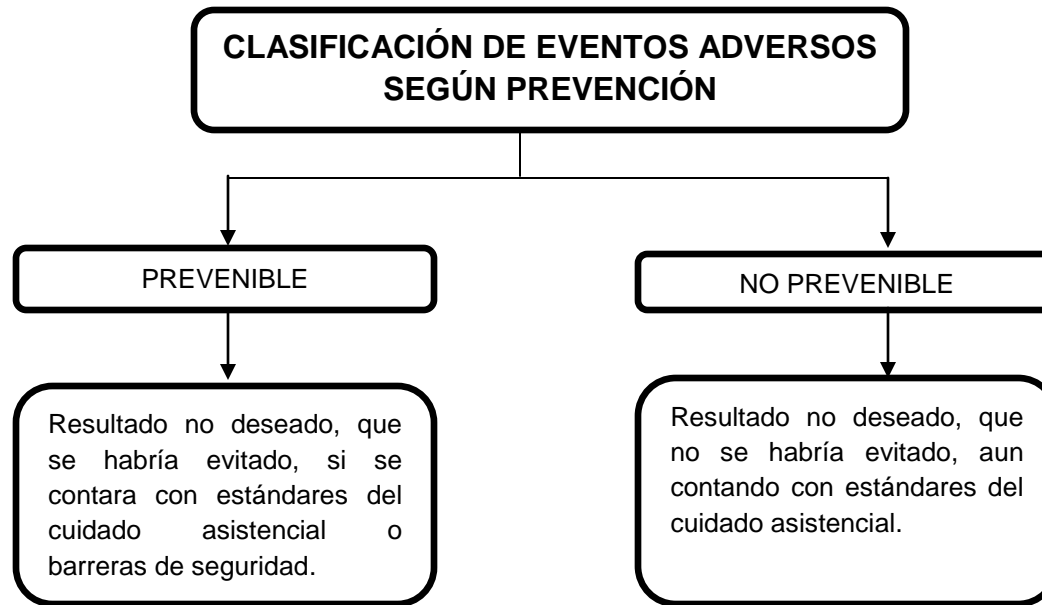 CLASIFICACIÓN DE EVENTOS ADVERSOS
SEGÚN PREVENCIÓN
PREVENIBLE
NO PREVENIBLE
Resultado no deseado, que
se habría evitado, si se
contara con estándares del
cuidado asistencial o
barreras de seguridad.
Resultado no deseado, que
no se habría evitado, aun
contando con estándares del
cuidado asistencial.